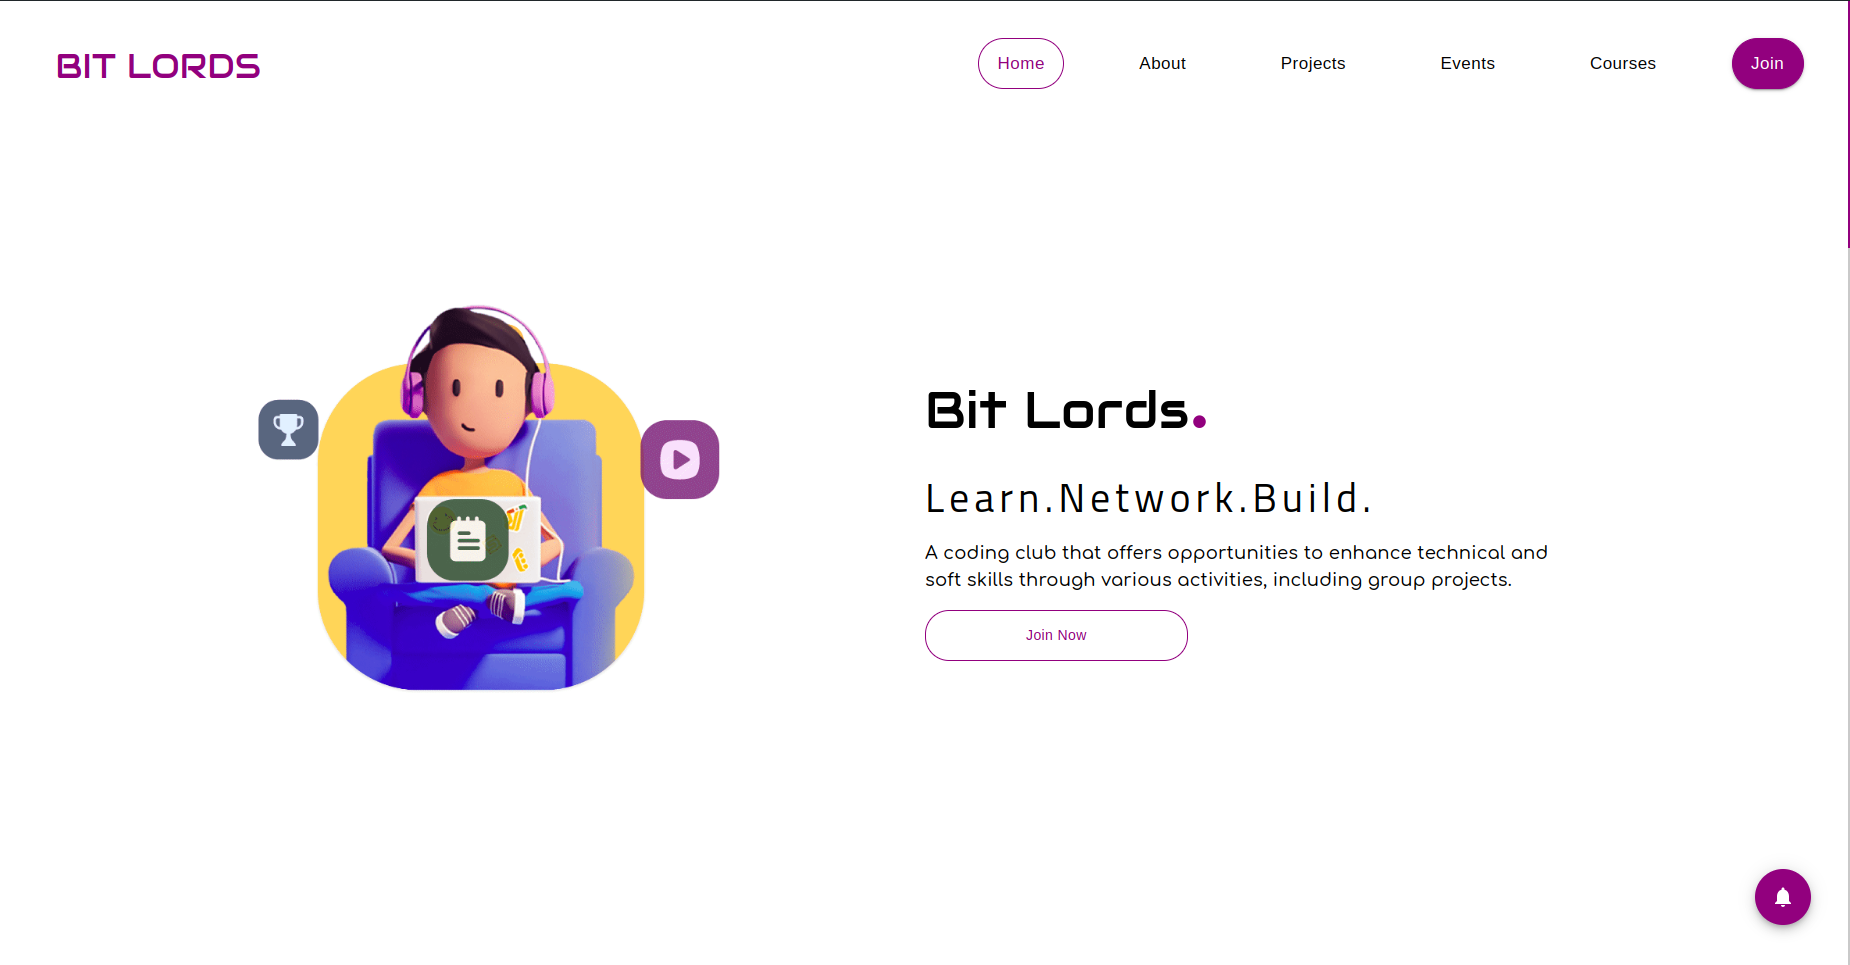 BIT LORDS
Home
About
Projects
Events
Courses
Join
Bit Lords.
Learn.Network.Build.
A coding club that offers opportunities to enhance technical and
soft skills through various activities, including group projects.
Join Now